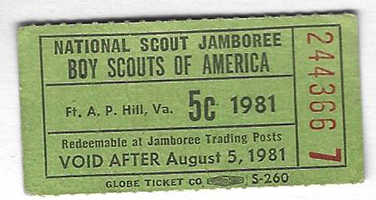 NATIONAL SCOUT JAMBOREE
BOY SCOUTS OF AMERICA
Ft. A. P. Hill, Va. 5c 1981
Redeemable at Jamboree Trading Posts
VOID AFTER August 5, 1981
GLOBE TICKET CO S-260
244366 7